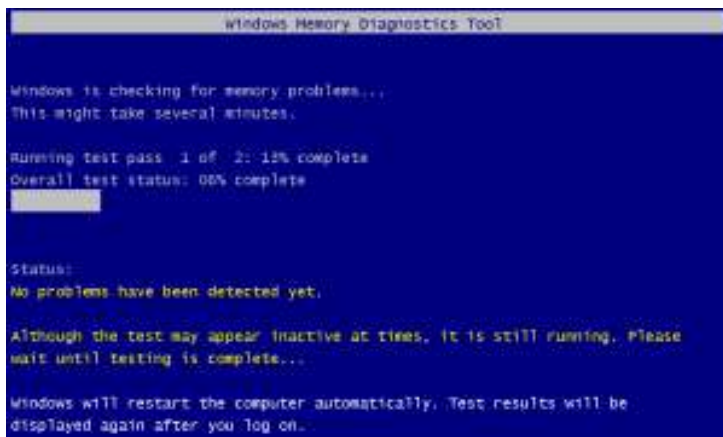 Windows Memory Diagnostics Tool
Windows is checking for memory problems...
This might take several minutes.
Running test pass 1 of 2: 13% complete
Overall test status: 06% complete
Status:
No problems have been detected yet.
Although the test may appear inactive at times, it is still running. Please
wait until testing is complete...
Windows will restart the computer automatically. Test results will be
displayed again after you log on.